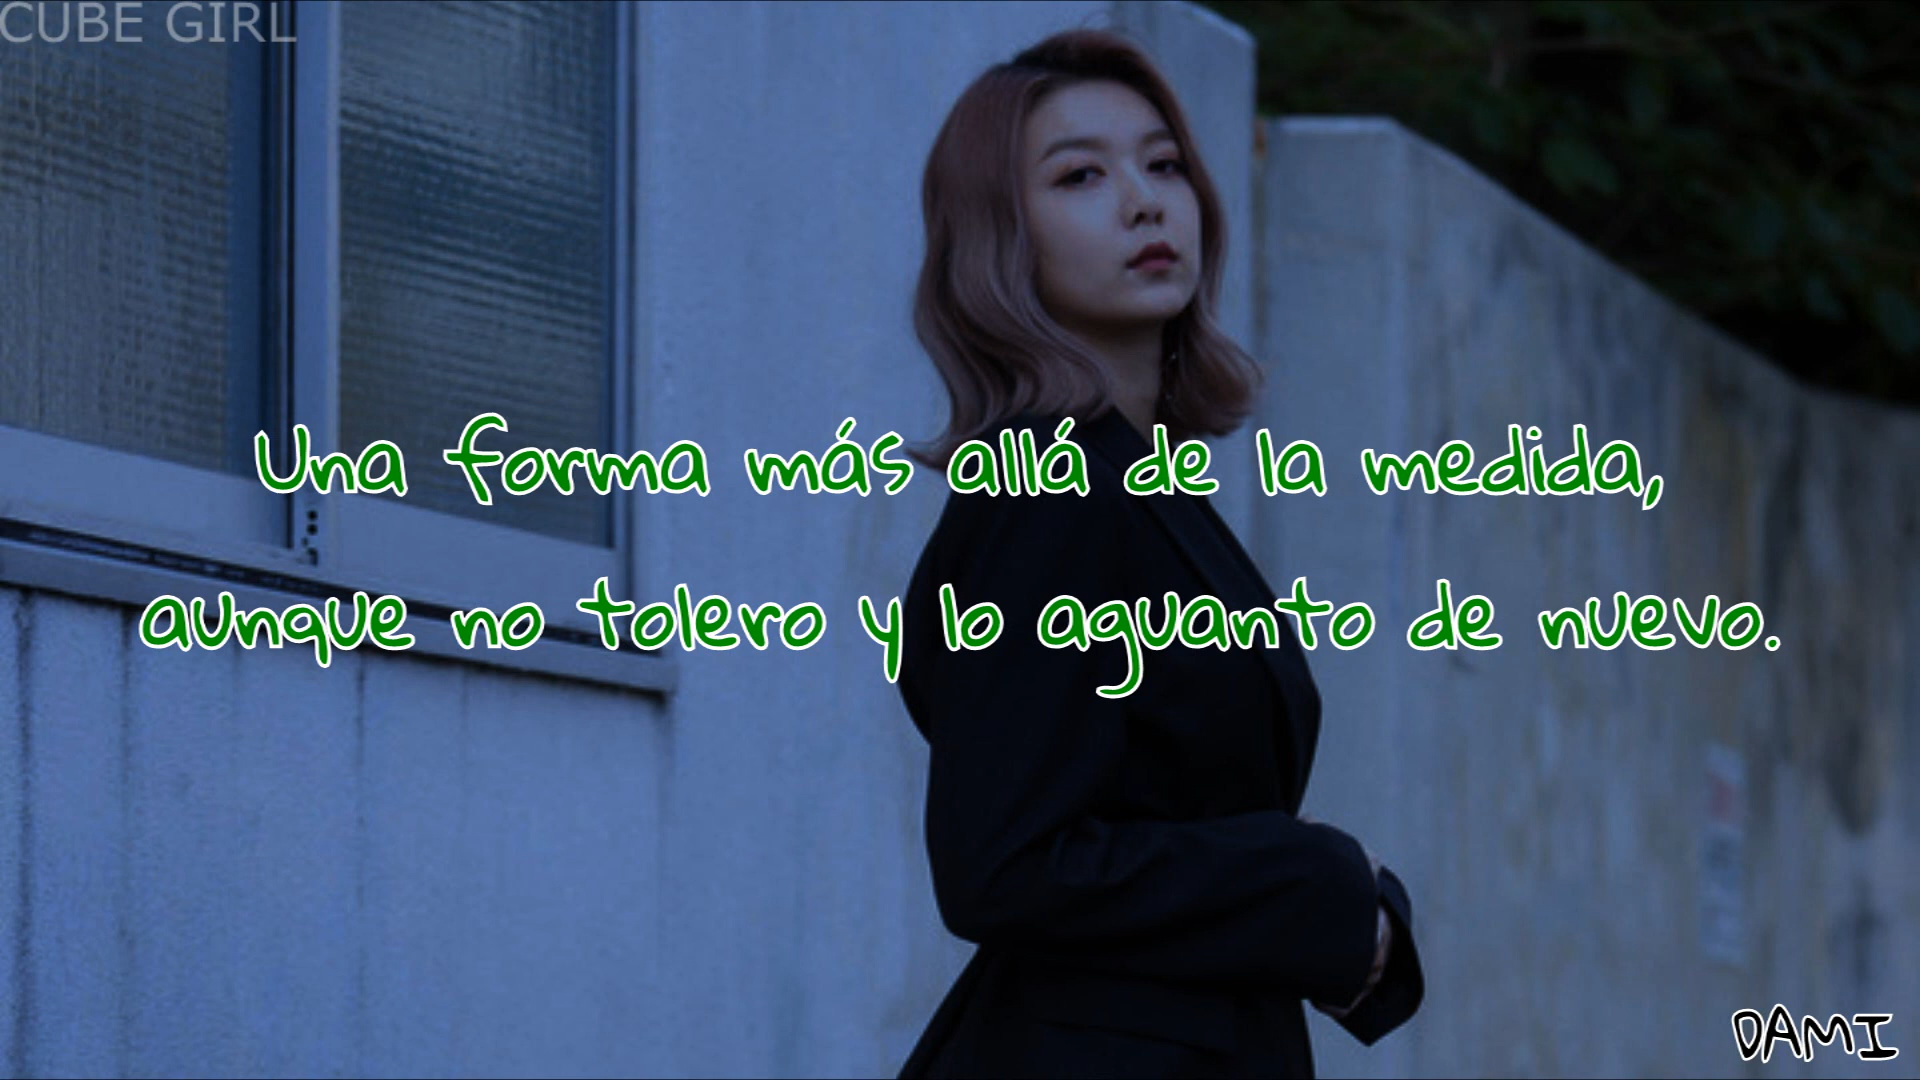 CUBE GIRL
Una forma más allá de la medida,
aunque no tolero y lo aguanto de nuevo.
DAMI